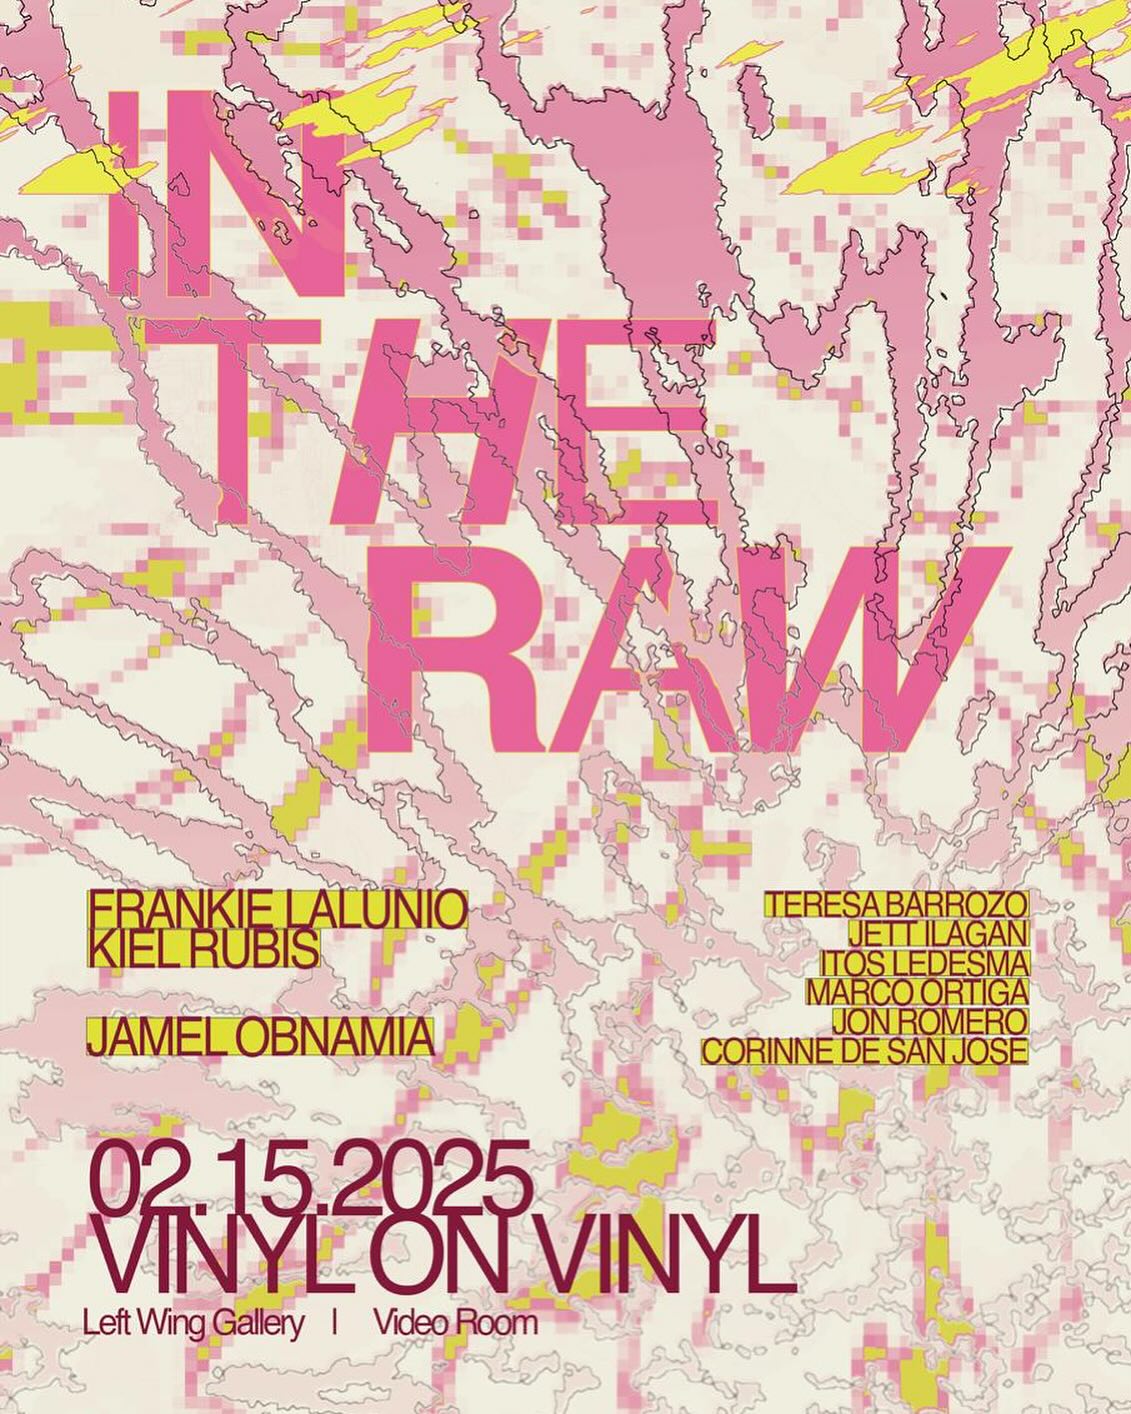 IN
THE
RAW
FRANKIE LALUNIO
KIEL RUBIS
JAMEL OBNAMIA
TERESA BARROZO
JETT ILAGAN
ITOS LEDESMA
MARCO ORTIGA
JON ROMERO
CORINNE DE SAN JOSE
02.15.2025
VINYL ON VINYL
Left Wing Gallery | Video Room